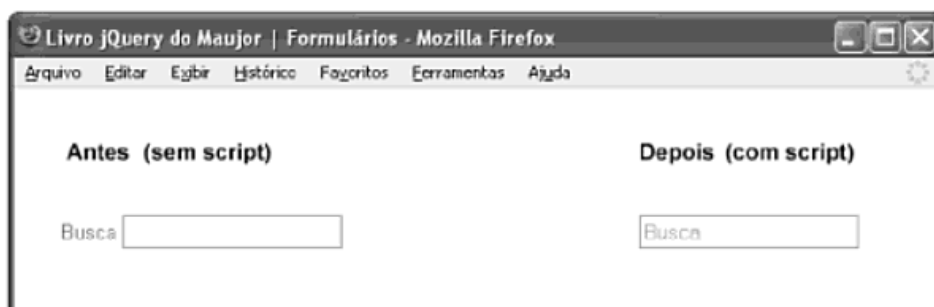 Livro jQuery do Maujor | Formulários - Mozilla Firefox
Arquivo Editar Exibir Histórico Favoritos Ferramentas Ajuda
Antes (sem script) Depois (com script)
Busca Busca